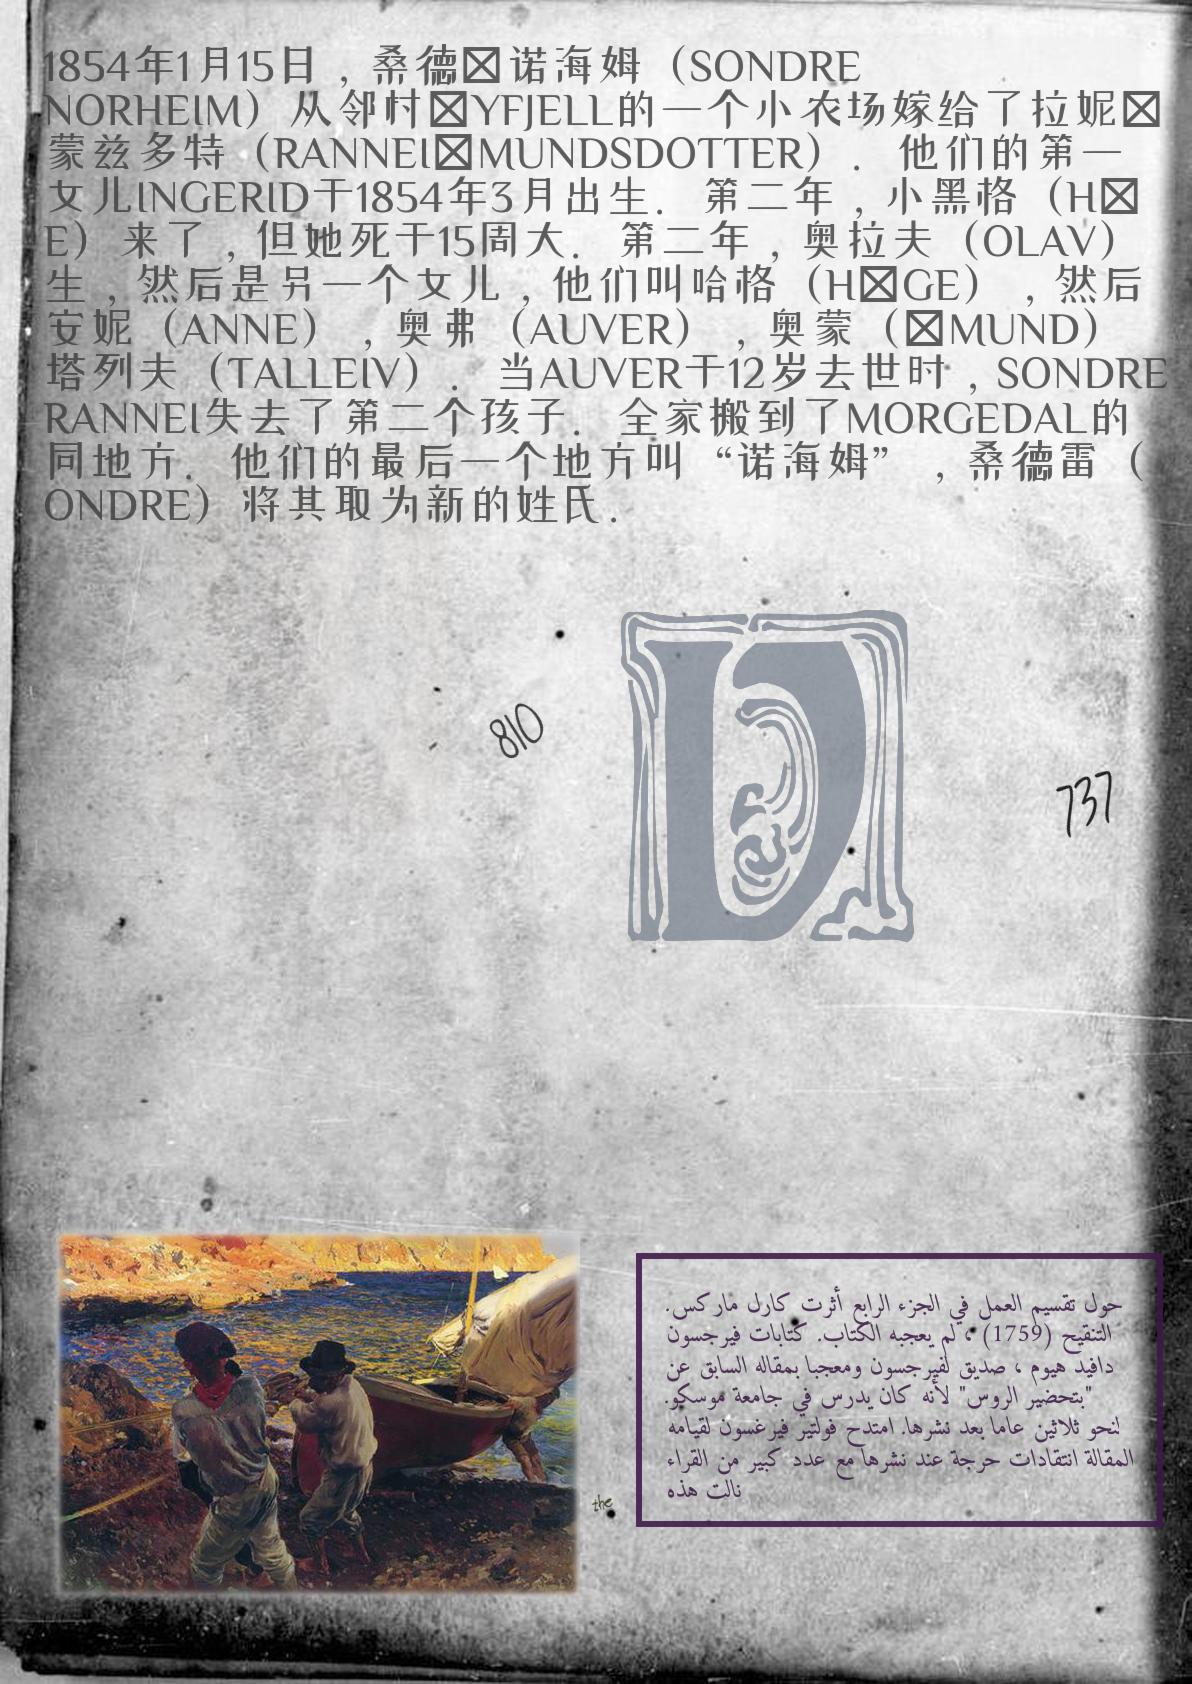 1854年1月15日，桑德☒诺海姆（SONDRE
NORHEIM）从邻村☒YFJELL的一个小农场嫁给了拉妮☒
蒙兹多特（RANNEI☒MUNDSDOTTER）. 他们的第一
女儿INGERID于1854年3月出生. 第二年，小黑格（H☒
E）来了，但她死于15周大. 第二年，奥拉夫（OLAV）
生，然后是另一个女儿，他们叫哈格（H☒GE），然后
安妮（ANNE），奥弗（AUVER），奥蒙（☒MUND）
塔列夫（TALLEIV）. 当AUVER于12岁去世时，SONDRE
RANNEI失去了第二个孩子. 全家搬到了MORGEDAL的
同地方. 他们的最后一个地方叫“诺海姆”，桑德雷（
ONDRE）将其取为新的姓氏.
810
D
737
حول تقسيم العمل في الجزء الرابع أثرت كارل ماركس.
التنقيح (1759) ، لم يعجبه الكتاب. كتابات فيرجسون
دافيد هيوم ، صديق لفيرجسون ومعجبا بمقاله السابق عن
"بتحضير الروس" لأنه كان يدرس في جامعة موسكو.
لنحو ثلاثين عاما بعد نشرها. امتدح فولتير فيرغسون لقيامه
المقالة انتقادات حرجة عند نشرها مع عدد كبير من القراء
نالت هذه
the